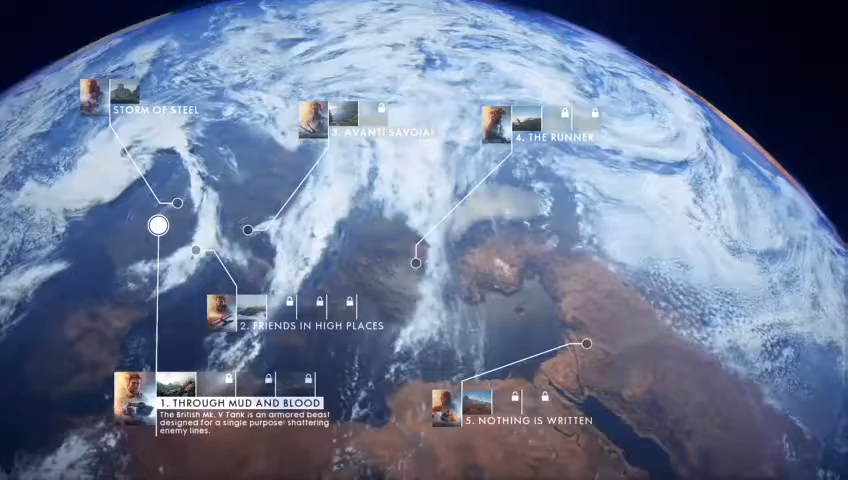 STORM OF STEEL
3. AVANTI SAVOIA!
4. THE RUNNER
2. FRIENDS IN HIGH PLACES
1. THROUGH MUD AND BLOOD
The British Mk. V Tank is an armored beast
designed for a single purpose: shattering
enemy lines.
5. NOTHING IS WRITTEN